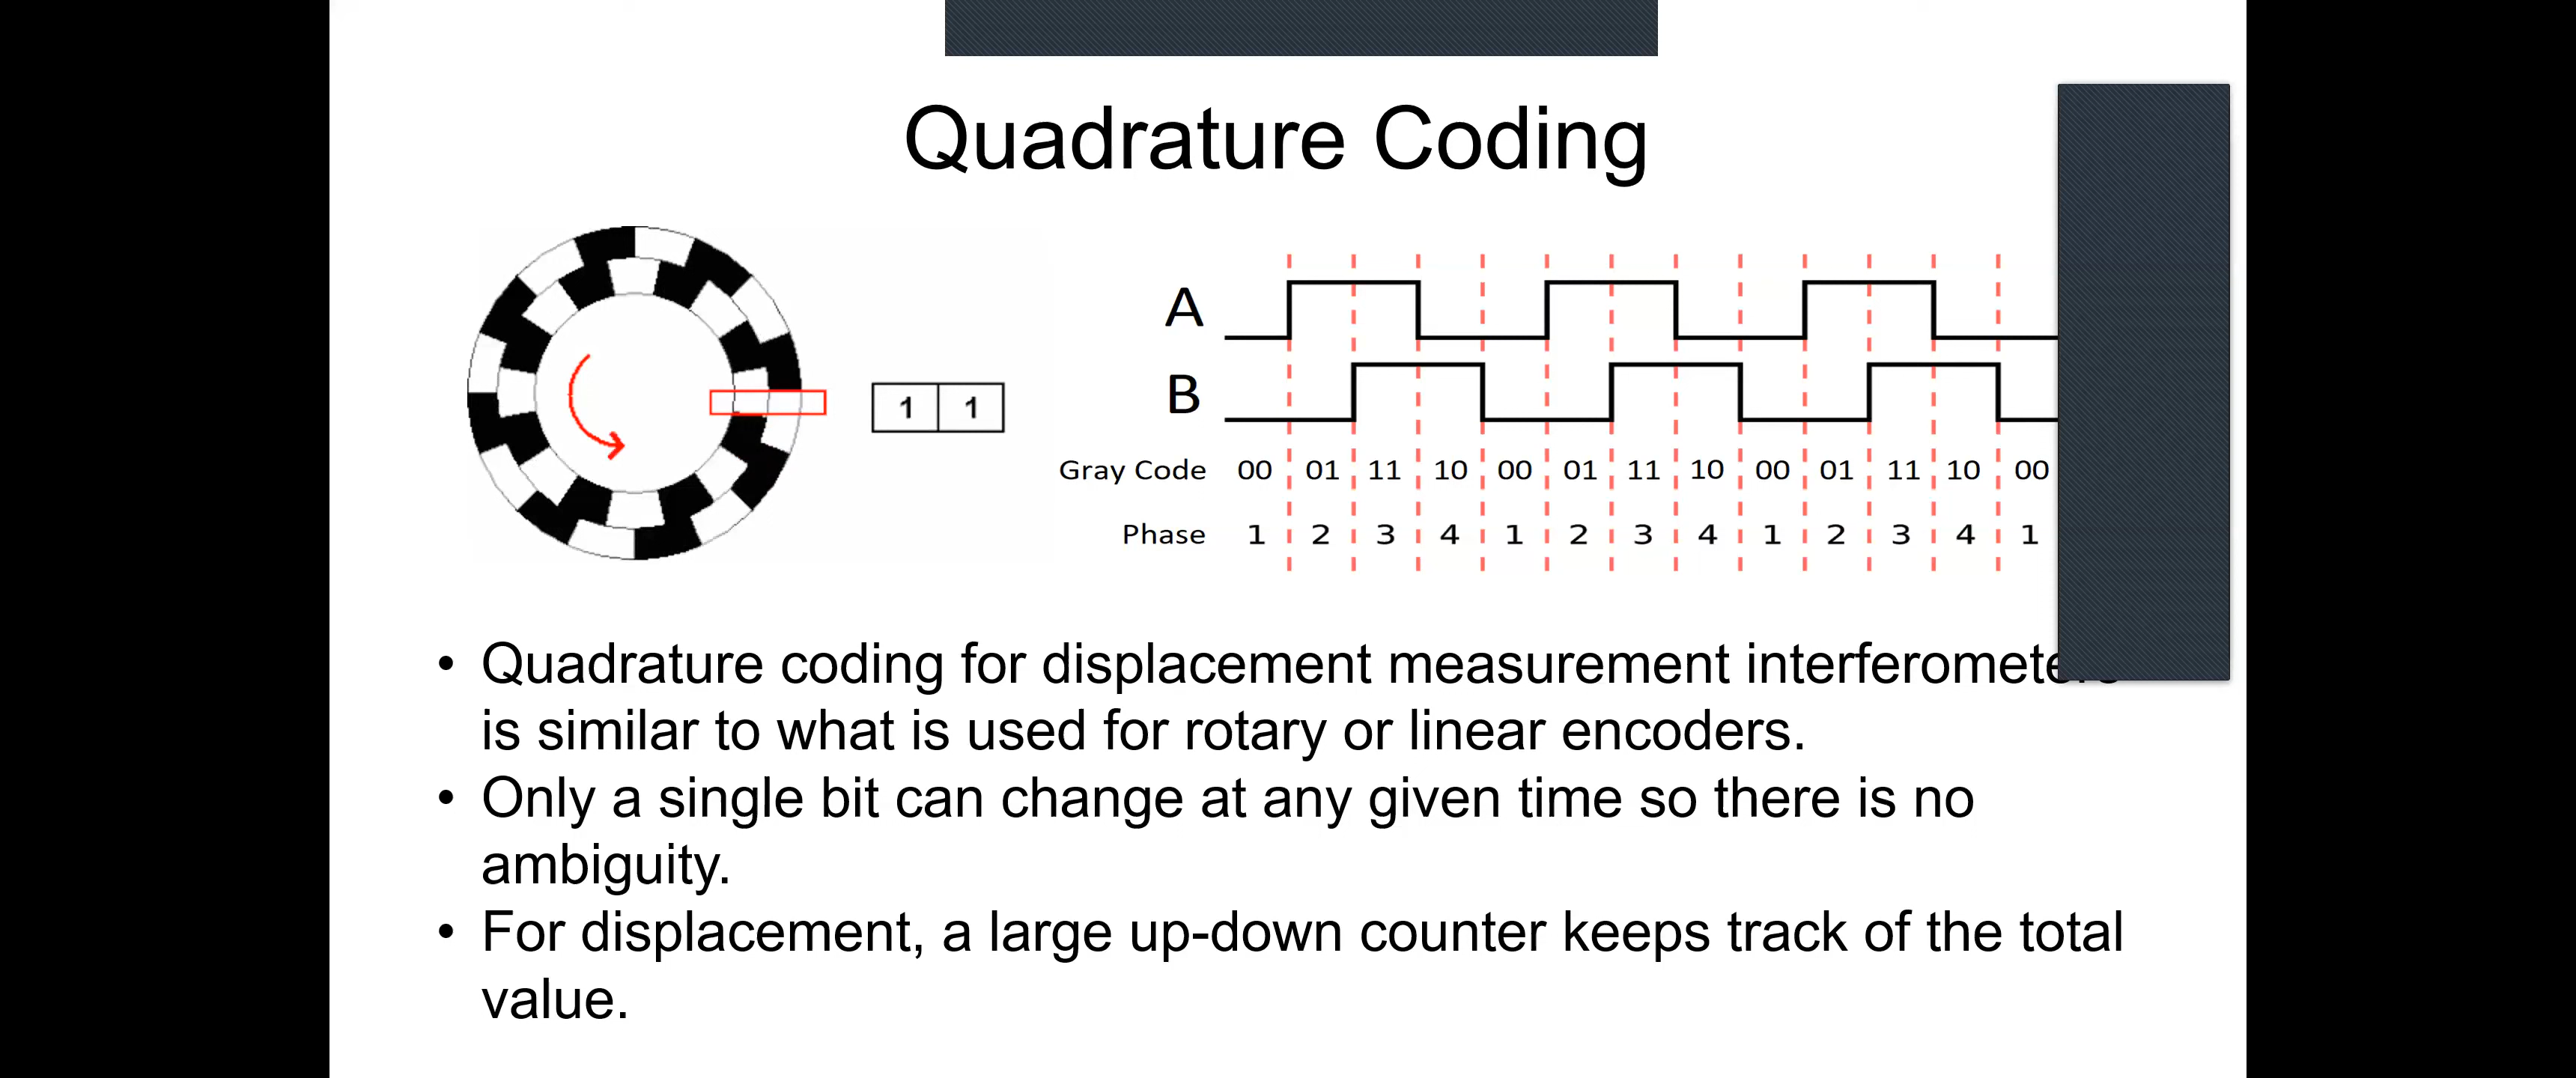 Quadrature Coding
1 1
A
B
Gray Code 00 01 11 10 00 01 11 10 00 01 11 10 00
Phase 1 2 3 4 1 2 3 4 1 2 3 4 1
• Quadrature coding for displacement measurement interferometers
is similar to what is used for rotary or linear encoders.
• Only a single bit can change at any given time so there is no
ambiguity.
• For displacement, a large up-down counter keeps track of the total
value.